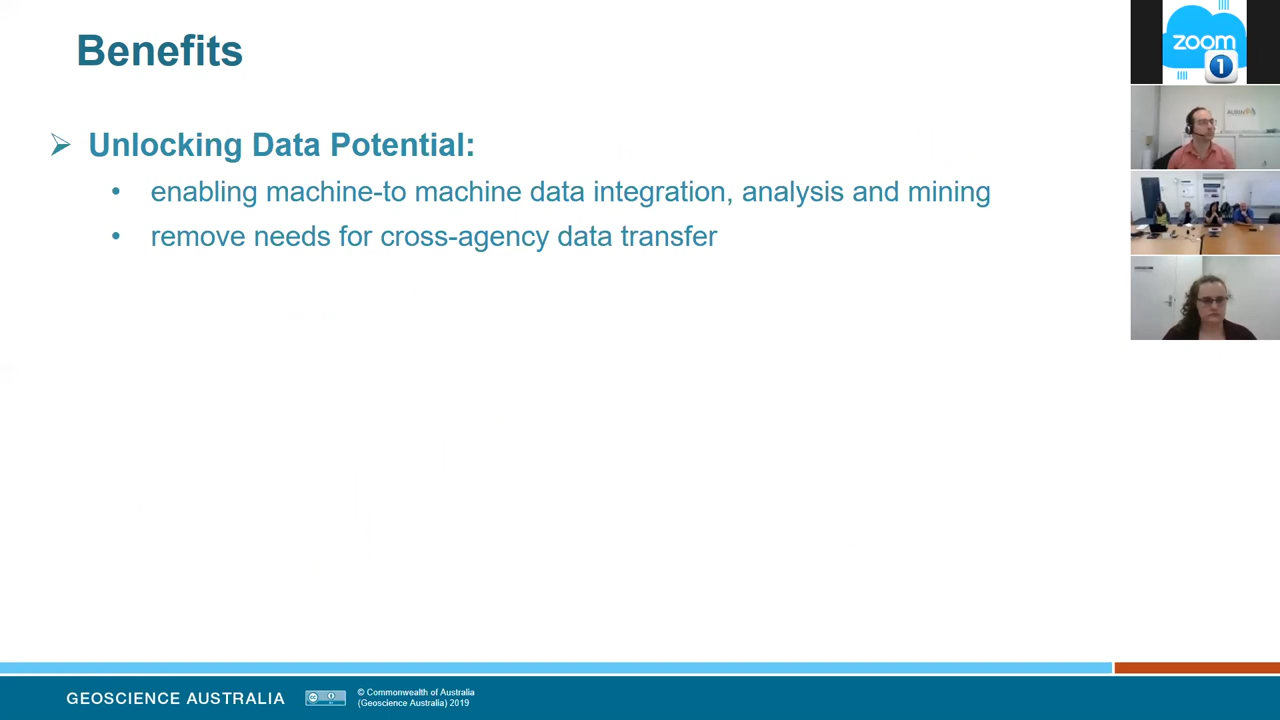 Benefits
Unlocking Data Potential:
enabling machine-to machine data integration, analysis and mining
remove needs for cross-agency data transfer
zoom
1
AURIN
GEOSCIENCE AUSTRALIA
© Commonwealth of Australia
(Geoscience Australia) 2019